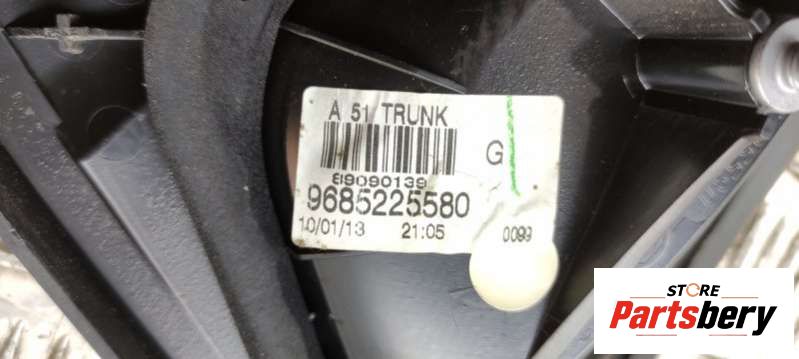 A 51 TRUNK
G
89090139
9685225580
10/01/13 21:05 0099
STORE
Partsbery